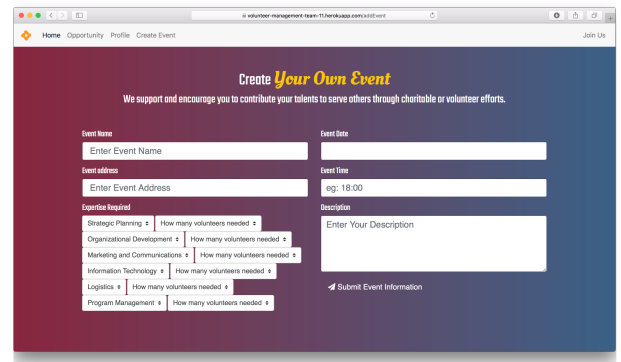 volunteer-management-team-11.herokuapp.com/addEvent
Home Opportunity Profile Create Event Join Us
Create Your Own Event
We support and encourage you to contribute your talents to serve others through charitable or volunteer efforts.
Event Name
Enter Event Name
Event address
Enter Event Address
Expertise Required
Strategic Planning How many volunteers needed
Organizational Development How many volunteers needed
Marketing and Communications How many volunteers needed
Information Technology How many volunteers needed
Logistics How many volunteers needed
Program Management How many volunteers needed
Event Date
Event Time
eg: 18:00
Description
Enter Your Description
Submit Event Information